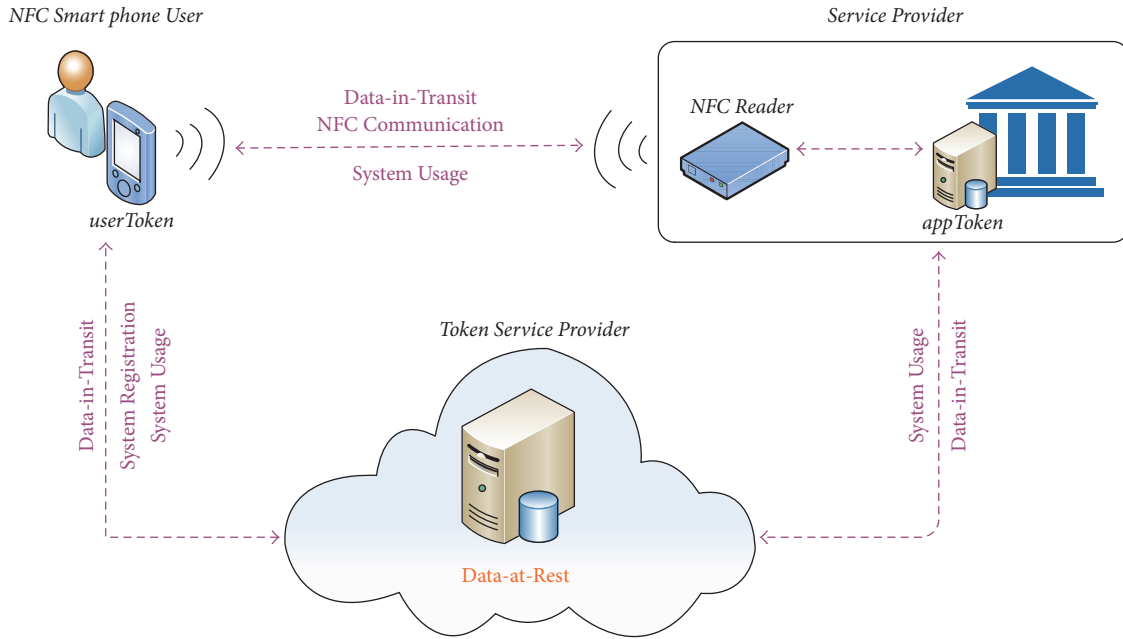 NFC Smart phone User
Service Provider
Data-in-Transit
NFC Communication
System Usage
NFC Reader
userToken
appToken
Data-in-Transit
System Registration
System Usage
Token Service Provider
System Usage
Data-in-Transit
Data-at-Rest